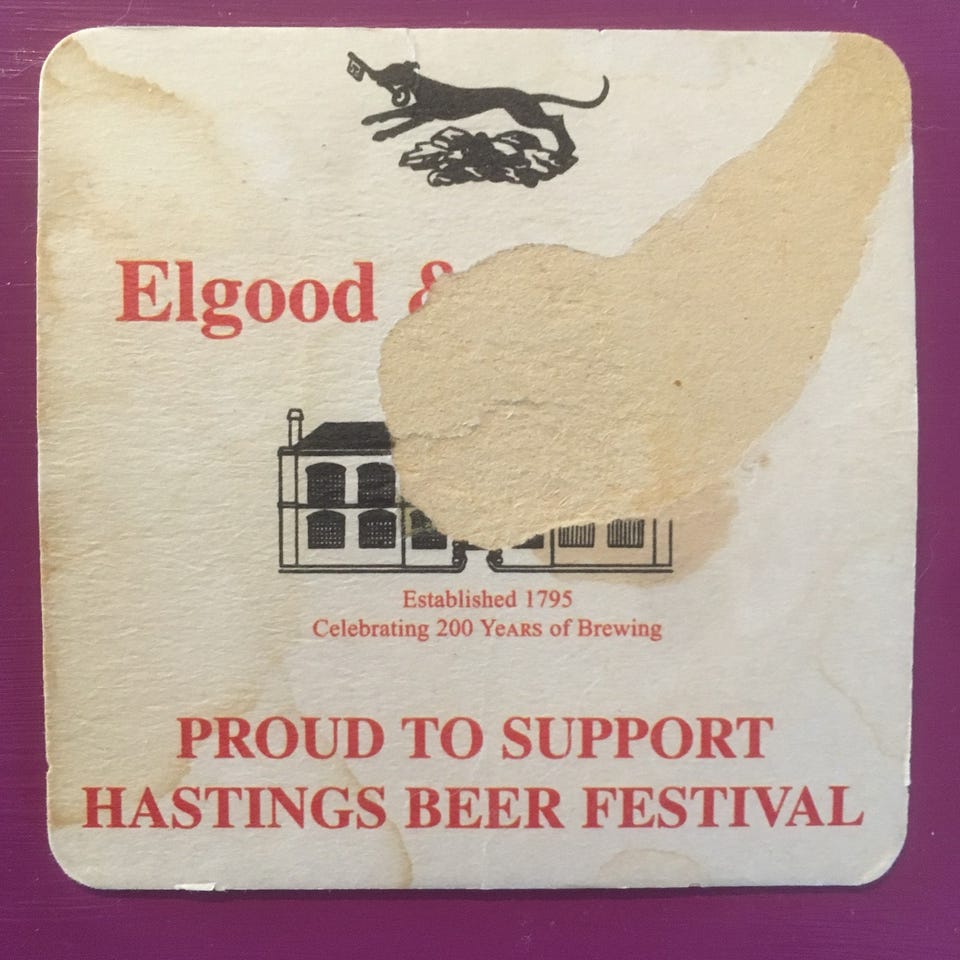 Elgood &
Established 1795
Celebrating 200 YEARS of Brewing
PROUD TO SUPPORT
HASTINGS BEER FESTIVAL